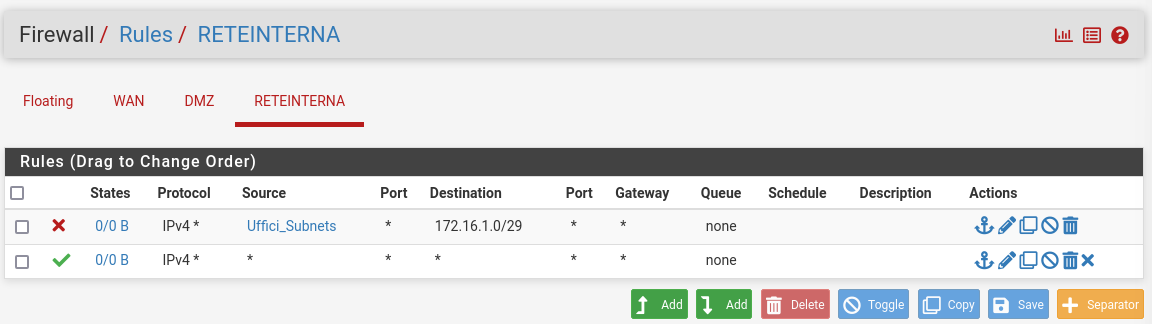 Firewall / Rules / RETEINTERNA
Floating WAN DMZ RETEINTERNA
Rules (Drag to Change Order)
States Protocol Source Port Destination Port Gateway Queue Schedule Description Actions
0/0 B IPv4 * Uffici_Subnets * 172.16.1.0/29 * * none
0/0 B IPv4 * * * * * * none
Add Add Delete Toggle Copy Save Separator